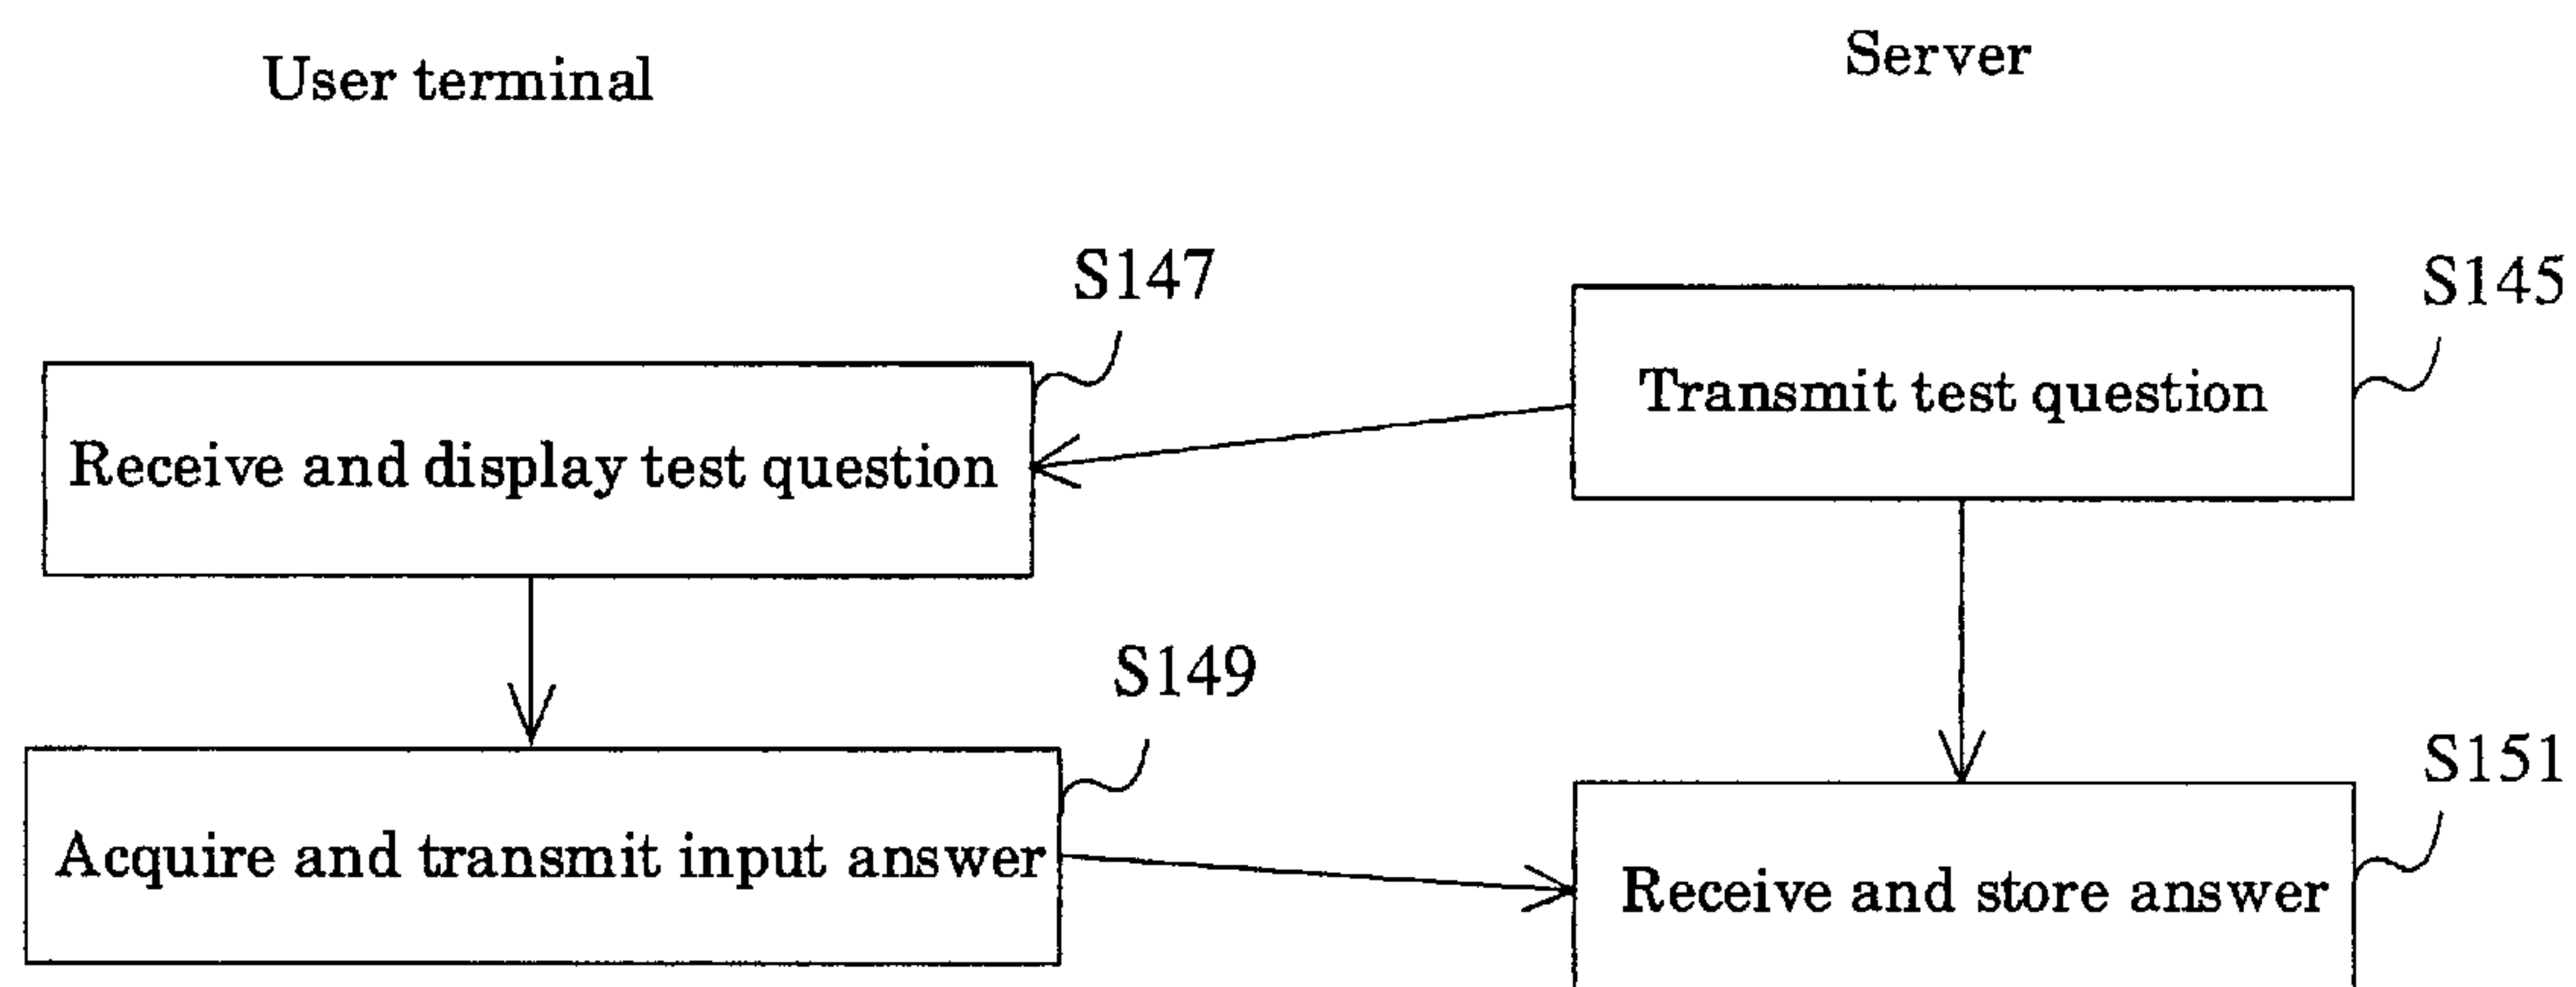 User terminal
Server
S147
S145
Transmit test question
Receive and display test question
S149
S151
Acquire and transmit input answer
Receive and store answer